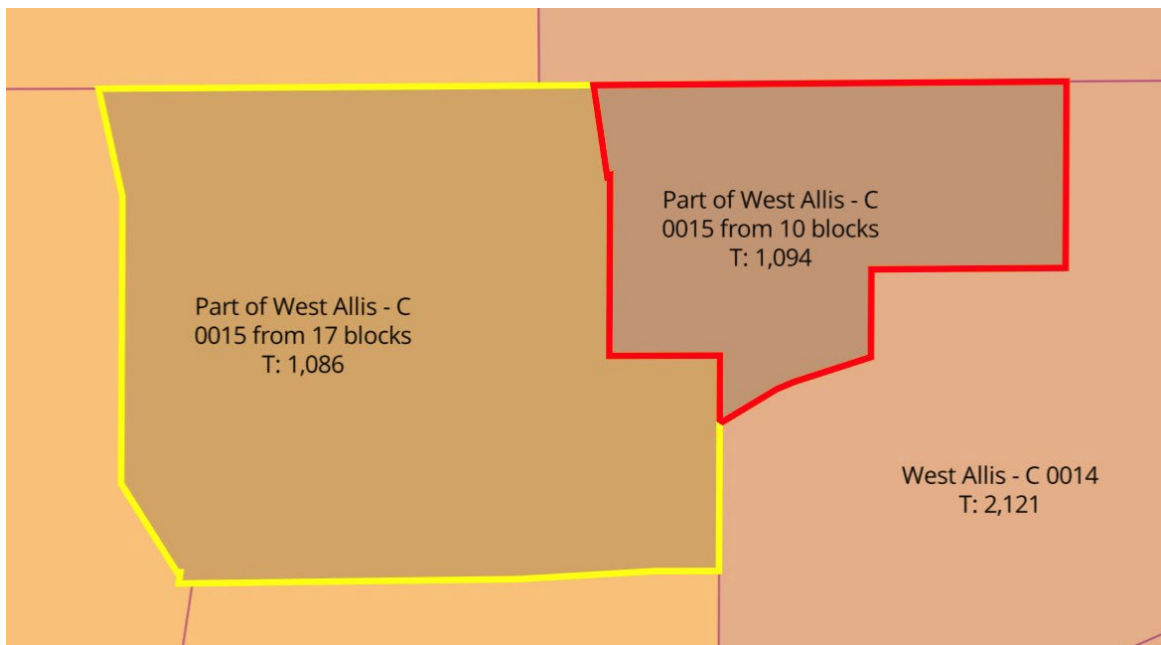 Part of West Allis - C
0015 from 10 blocks
T: 1,094
Part of West Allis - C
0015 from 17 blocks
T: 1,086
West Allis - C 0014
T: 2,121